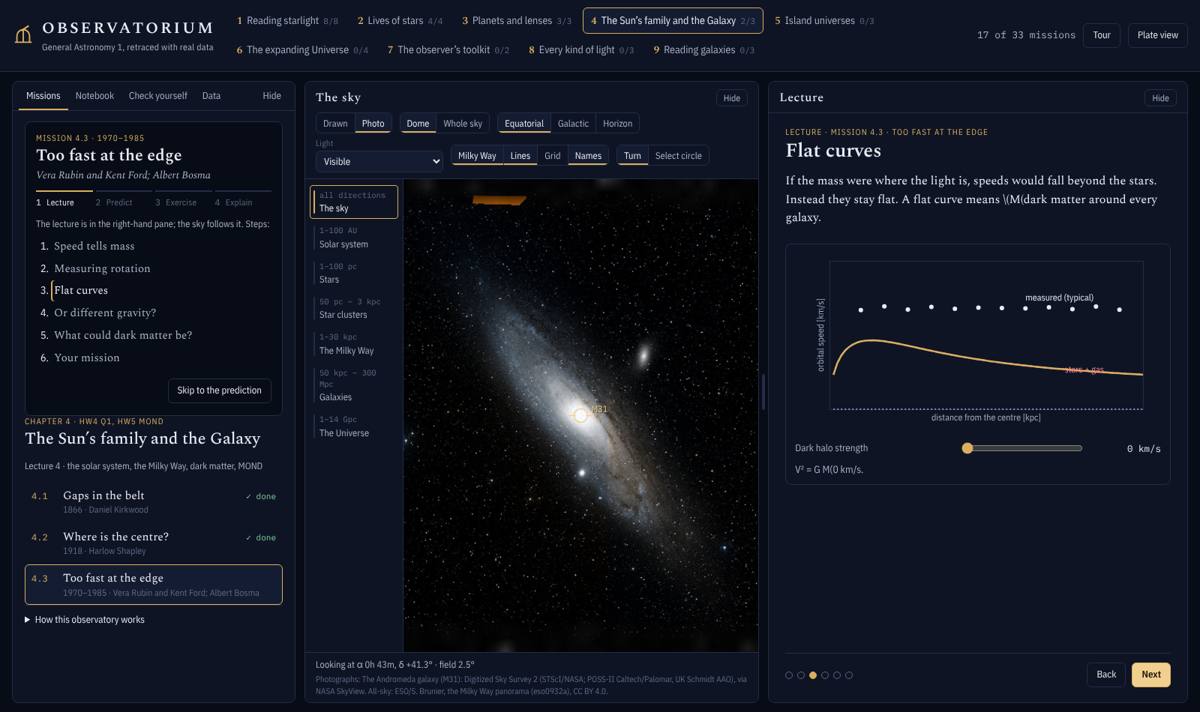 OBSERVATORIUM
General Astronomy 1, retraced with real data
1 Reading starlight 8/8
2 Lives of stars 4/4
3 Planets and lenses 3/3
4 The Sun's family and the Galaxy 2/3
5 Island universes 0/3
6 The expanding Universe 0/4
7 The observer's toolkit 0/2
8 Every kind of light 0/3
9 Reading galaxies 0/3
17 of 33 missions
Tour
Plate view
Missions
Notebook
Check yourself
Data
Hide
MISSION 4.3 · 1970–1985
Too fast at the edge
Vera Rubin and Kent Ford; Albert Bosma
1 Lecture
2 Predict
3 Exercise
4 Explain
The lecture is in the right-hand pane; the sky follows it. Steps:
1. Speed tells mass
2. Measuring rotation
3. Flat curves
4. Or different gravity?
5. What could dark matter be?
6. Your mission
Skip to the prediction
CHAPTER 4 · HW4 Q1, HW5 MOND
The Sun's family and the Galaxy
Lecture 4 · the solar system, the Milky Way, dark matter, MOND
4.1 Gaps in the belt ✓ done
1866 · Daniel Kirkwood
4.2 Where is the centre? ✓ done
1918 · Harlow Shapley
4.3 Too fast at the edge
1970–1985 · Vera Rubin and Kent Ford; Albert Bosma
▶ How this observatory works
The sky
Hide
Drawn
Photo
Dome
Whole sky
Equatorial
Galactic
Horizon
Light
Visible
Milky Way
Lines
Grid
Names
Turn
Select circle
all directions
The sky
1–100 AU
Solar system
1–100 pc
Stars
50 pc – 3 kpc
Star clusters
1–30 kpc
The Milky Way
50 kpc – 300
Mpc
Galaxies
1–14 Gpc
The Universe
M31
Looking at α 0h 43m, δ +41.3° · field 2.5°
Photographs: The Andromeda galaxy (M31): Digitized Sky Survey 2 (STScI/NASA; POSS-II Caltech/Palomar, UK Schmidt AAO), via
NASA SkyView. All-sky: ESO/S. Brunier, the Milky Way panorama (eso0932a), CC BY 4.0.
Lecture
Hide
LECTURE · MISSION 4.3 · TOO FAST AT THE EDGE
Flat curves
If the mass were where the light is, speeds would fall beyond the stars.
Instead they stay flat. A flat curve means \(M(dark matter around every
galaxy.
measured (typical)
orbital speed [km/s]
stars + gas
distance from the centre [kpc]
Dark halo strength
0 km/s
V² = G M(0 km/s.
Back
Next